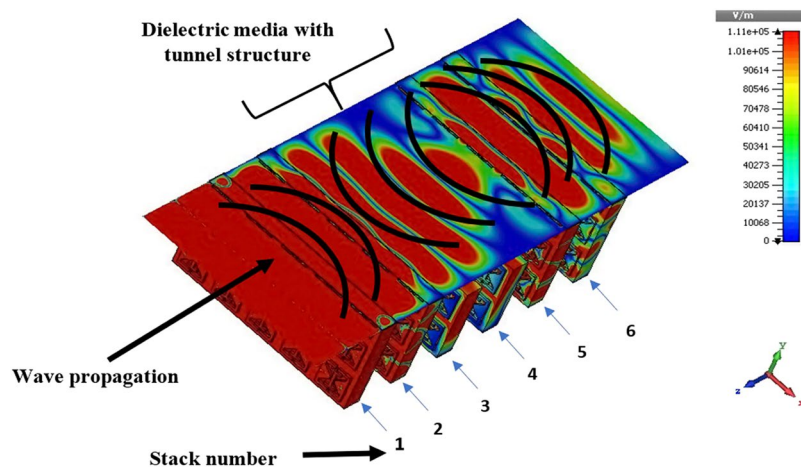 Dielectric media with
tunnel structure
V/m
1.11e+05
1.01e+05
90614
80546
70478
60410
50341
40273
30205
20137
10068
0
Wave propagation
1
2
3
4
5
6
Stack number
y
z
x